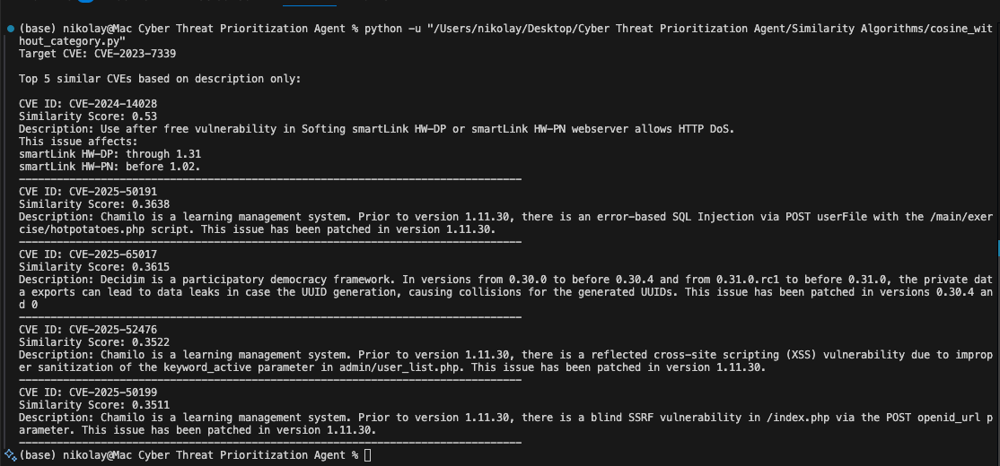 (base) nikolay@Mac Cyber Threat Prioritization Agent % python -u "/Users/nikolay/Desktop/Cyber Threat Prioritization Agent/Similarity Algorithms/cosine_wit
hout_category.py"
Target CVE: CVE-2023-7339
Top 5 similar CVEs based on description only:
CVE ID: CVE-2024-14028
Similarity Score: 0.53
Description: Use after free vulnerability in Softing smartLink HW-DP or smartLink HW-PN webserver allows HTTP DoS.
This issue affects:
smartLink HW-DP: through 1.31
smartLink HW-PN: before 1.02.
--------------------------------------------------------------------------------
CVE ID: CVE-2025-50191
Similarity Score: 0.3638
Description: Chamilo is a learning management system. Prior to version 1.11.30, there is an error-based SQL Injection via POST userFile with the /main/exer
cise/hotpotatoes.php script. This issue has been patched in version 1.11.30.
--------------------------------------------------------------------------------
CVE ID: CVE-2025-65017
Similarity Score: 0.3615
Description: Decidim is a participatory democracy framework. In versions from 0.30.0 to before 0.30.4 and from 0.31.0.rc1 to before 0.31.0, the private dat
a exports can lead to data leaks in case the UUID generation, causing collisions for the generated UUIDs. This issue has been patched in versions 0.30.4 an
d 0
--------------------------------------------------------------------------------
CVE ID: CVE-2025-52476
Similarity Score: 0.3522
Description: Chamilo is a learning management system. Prior to version 1.11.30, there is a reflected cross-site scripting (XSS) vulnerability due to improp
er sanitization of the keyword_active parameter in admin/user_list.php. This issue has been patched in version 1.11.30.
--------------------------------------------------------------------------------
CVE ID: CVE-2025-50199
Similarity Score: 0.3511
Description: Chamilo is a learning management system. Prior to version 1.11.30, there is a blind SSRF vulnerability in /index.php via the POST openid_url p
arameter. This issue has been patched in version 1.11.30.
--------------------------------------------------------------------------------
(base) nikolay@Mac Cyber Threat Prioritization Agent %